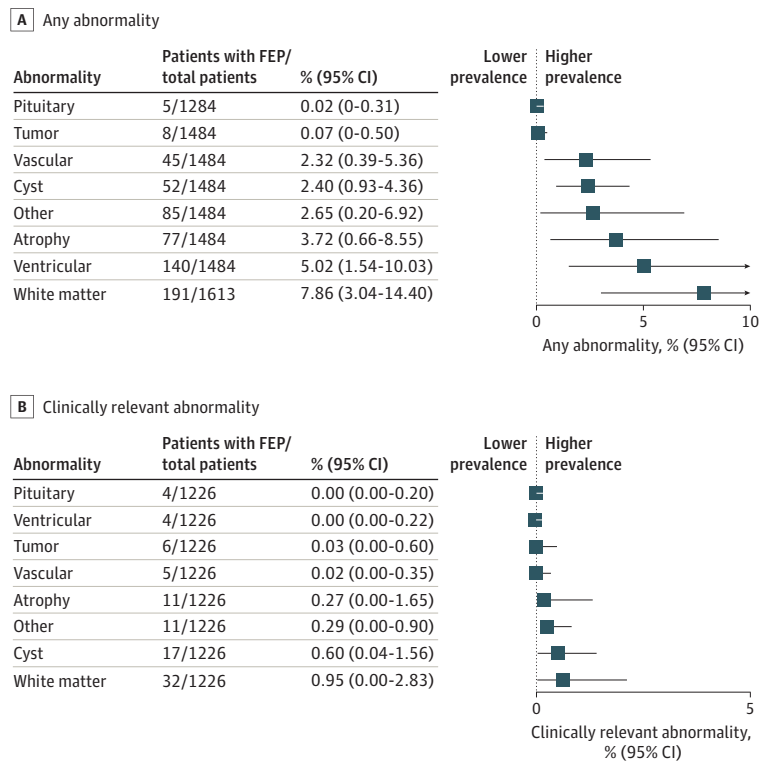 A Any abnormality
Patients with FEP/ Lower Higher
Abnormality total patients % (95% CI) prevalence prevalence
Pituitary 5/1284 0.02 (0-0.31)
Tumor 8/1484 0.07 (0-0.50)
Vascular 45/1484 2.32 (0.39-5.36)
Cyst 52/1484 2.40 (0.93-4.36)
Other 85/1484 2.65 (0.20-6.92)
Atrophy 77/1484 3.72 (0.66-8.55)
Ventricular 140/1484 5.02 (1.54-10.03)
White matter 191/1613 7.86 (3.04-14.40)
0 5 10
Any abnormality, % (95% CI)
B Clinically relevant abnormality
Patients with FEP/ Lower Higher
Abnormality total patients % (95% CI) prevalence prevalence
Pituitary 4/1226 0.00 (0.00-0.20)
Ventricular 4/1226 0.00 (0.00-0.22)
Tumor 6/1226 0.03 (0.00-0.60)
Vascular 5/1226 0.02 (0.00-0.35)
Atrophy 11/1226 0.27 (0.00-1.65)
Other 11/1226 0.29 (0.00-0.90)
Cyst 17/1226 0.60 (0.04-1.56)
White matter 32/1226 0.95 (0.00-2.83)
0 5
Clinically relevant abnormality,
% (95% CI)